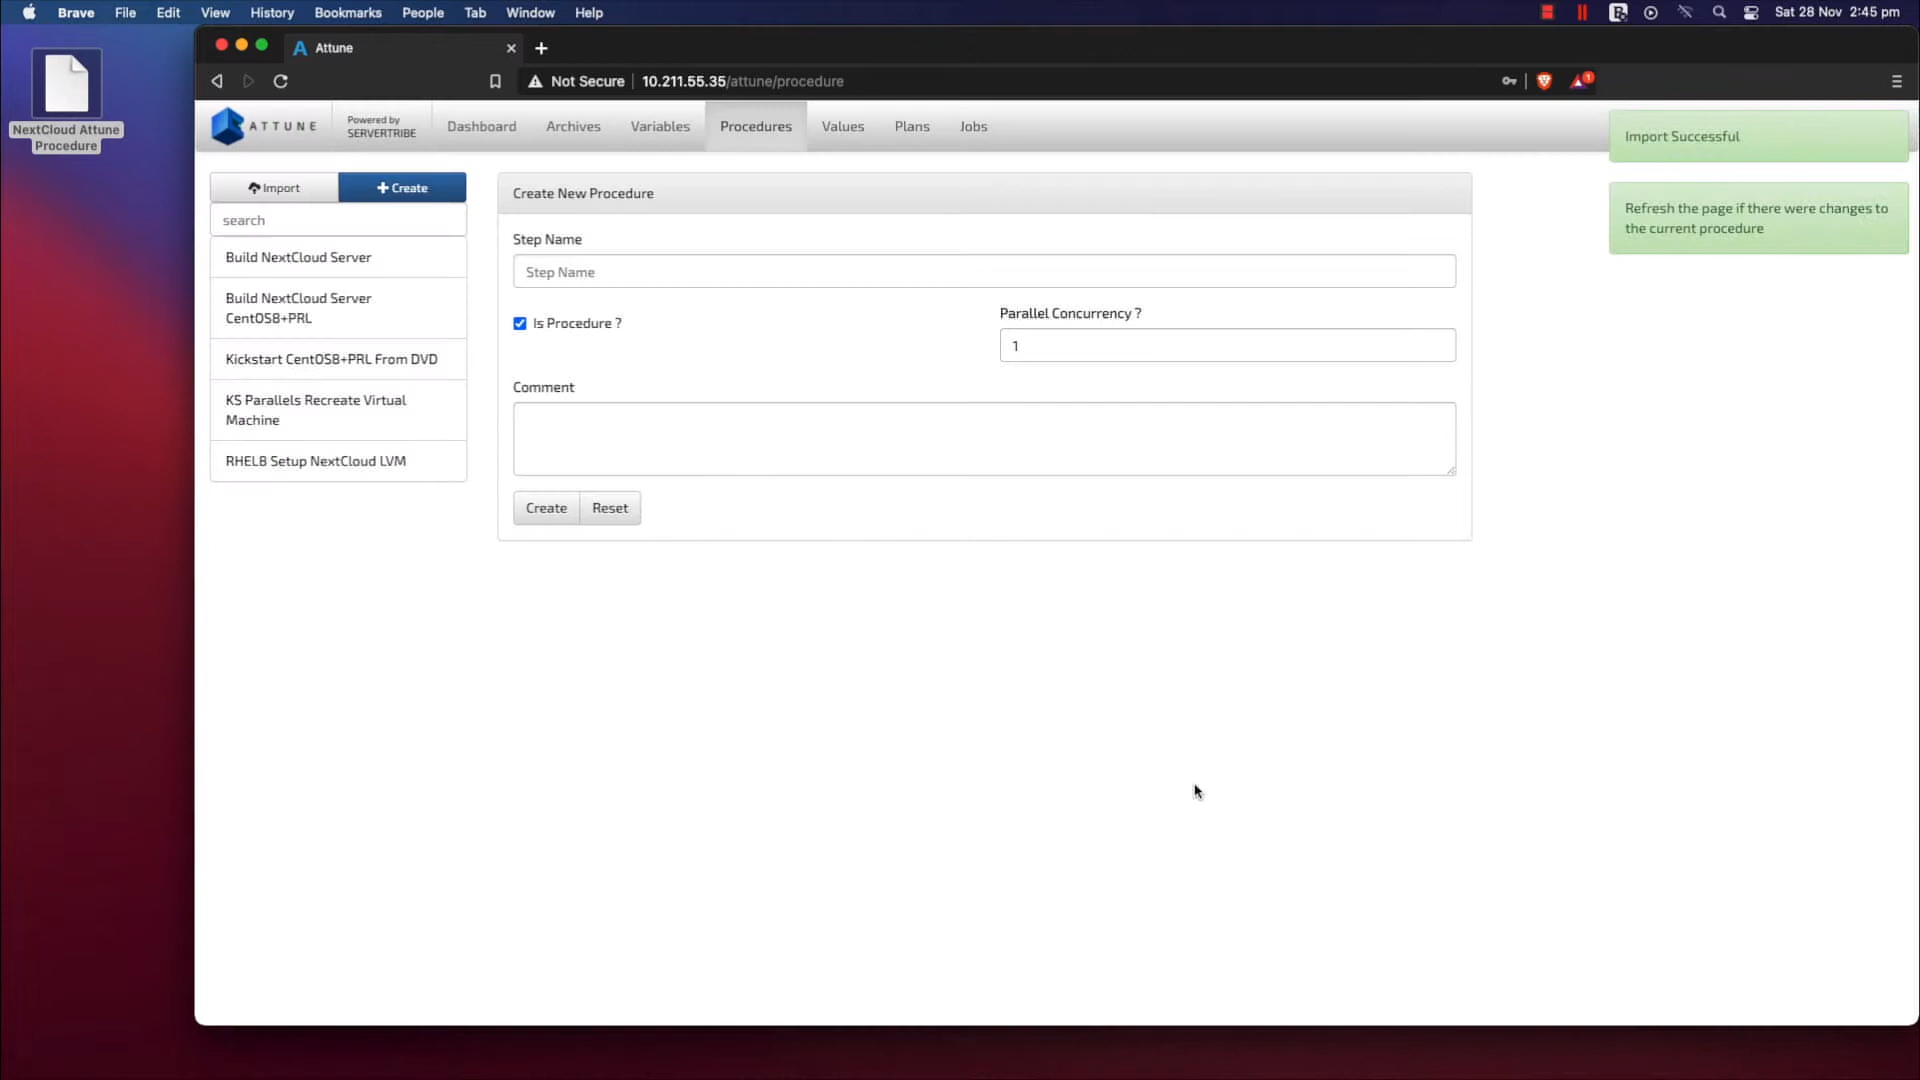 Brave File Edit View History Bookmarks People Tab Window Help Sat 28 Nov 2:45 pm
NextCloud Attune
Procedure
Attune
Not Secure 10.211.55.35/attune/procedure 1
ATTUNE
Powered by
SERVERTRIBE
Dashboard Archives Variables Procedures Values Plans Jobs
Import Successful
Refresh the page if there were changes to
the current procedure
Import Create
search
Build NextCloud Server
Build NextCloud Server
CentOS8+PRL
Kickstart CentOS8+PRL From DVD
KS Parallels Recreate Virtual
Machine
RHEL8 Setup NextCloud LVM
Create New Procedure
Step Name
Step Name
Is Procedure ?
Parallel Concurrency ?
1
Comment
Create Reset